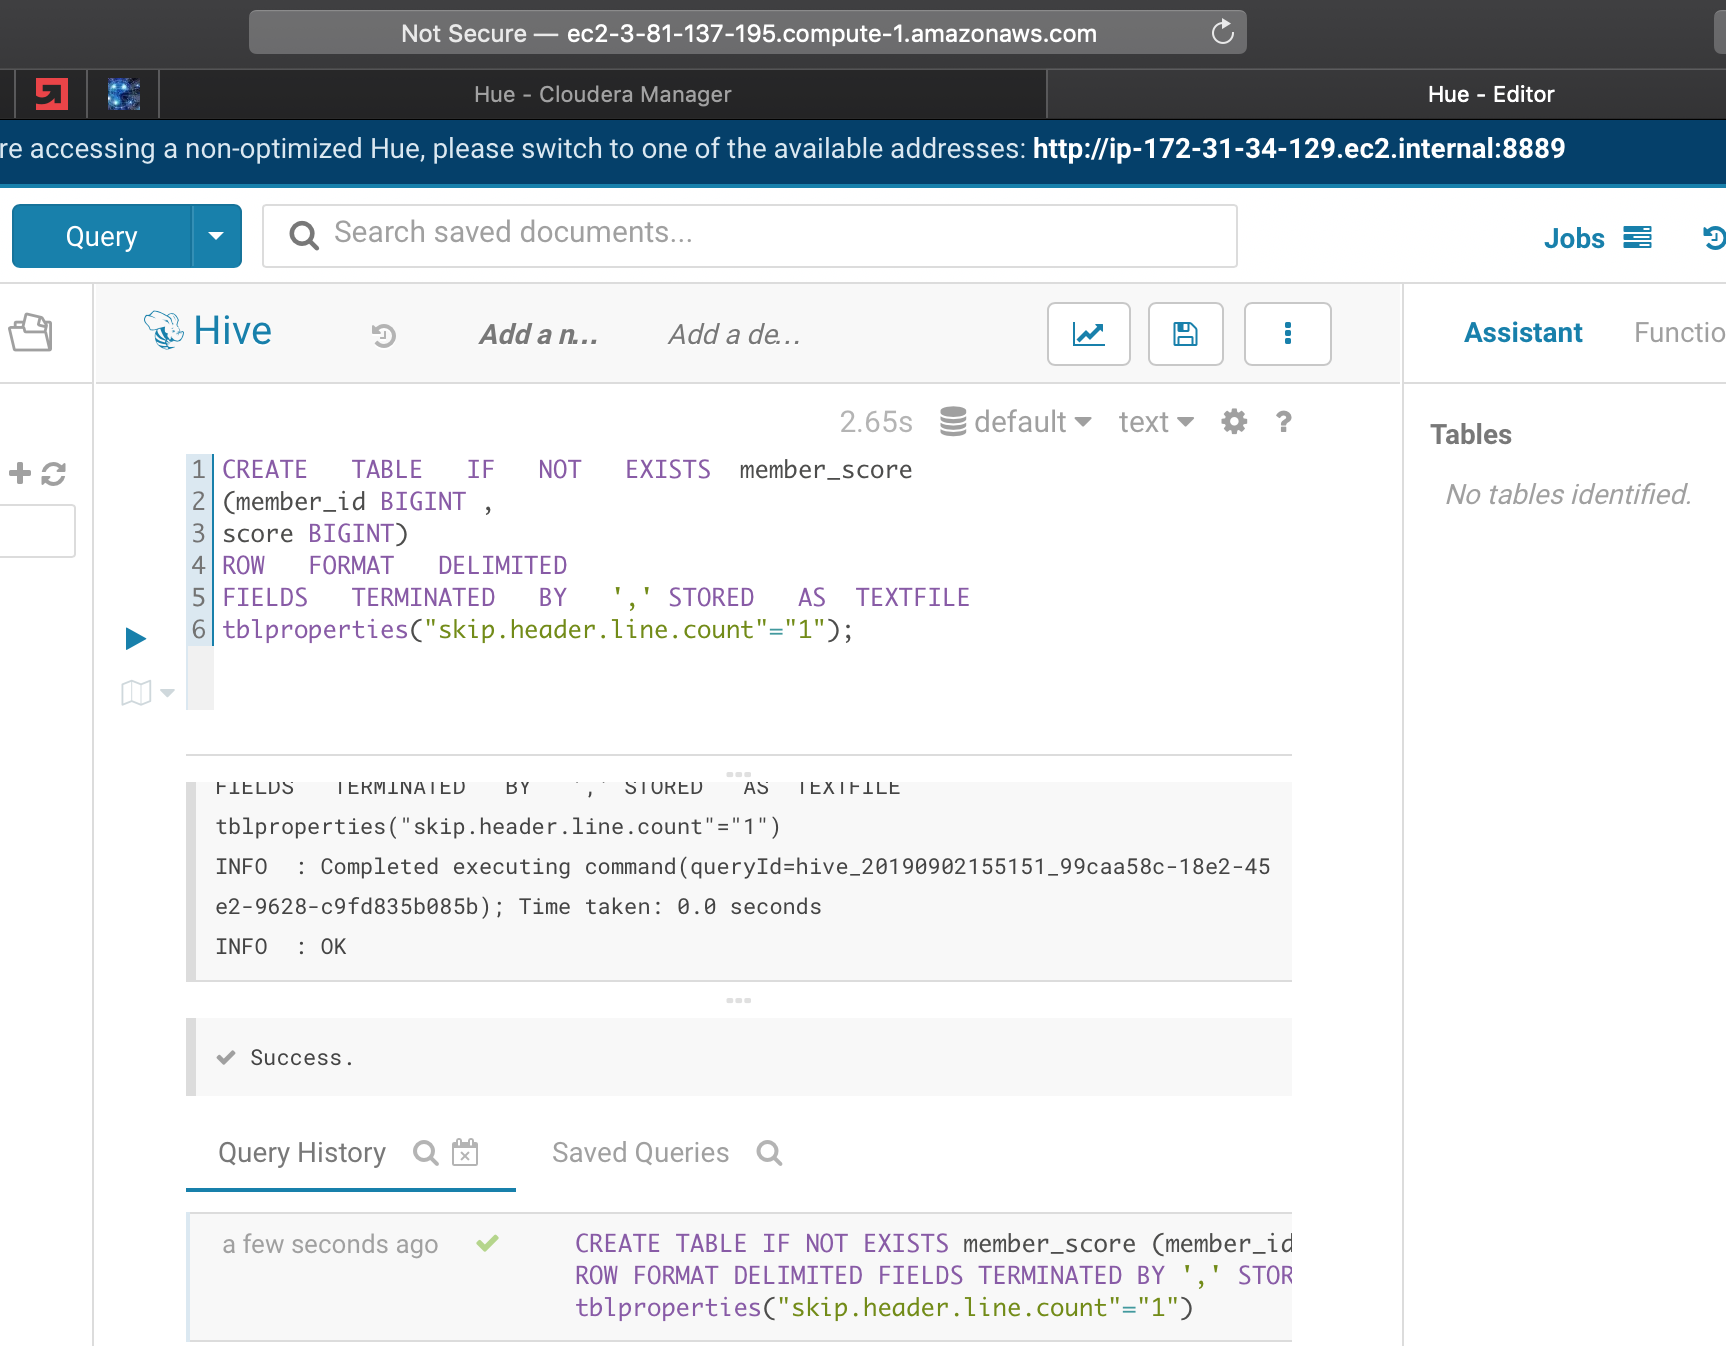 Not Secure — ec2-3-81-137-195.compute-1.amazonaws.com
Hue - Cloudera Manager
Hue - Editor
re accessing a non-optimized Hue, please switch to one of the available addresses: http://ip-172-31-34-129.ec2.internal:8889
Query
Search saved documents...
Jobs
Hive
Add a n...
Add a de...
Assistant
Functio
2.65s
default
text
?
Tables
No tables identified.
1 CREATE TABLE IF NOT EXISTS member_score
2 (member_id BIGINT ,
3 score BIGINT)
4 ROW FORMAT DELIMITED
5 FIELDS TERMINATED BY ',' STORED AS TEXTFILE
6 tblproperties("skip.header.line.count"="1");
FIELDS TERMINATED BY ',' STORED AS TEXTFILE
tblproperties("skip.header.line.count"="1")
INFO : Completed executing command(queryId=hive_20190902155151_99caa58c-18e2-45
e2-9628-c9fd835b085b); Time taken: 0.0 seconds
INFO : OK
Success.
Query History
Saved Queries
a few seconds ago
CREATE TABLE IF NOT EXISTS member_score (member_id
ROW FORMAT DELIMITED FIELDS TERMINATED BY ',' STOR
tblproperties("skip.header.line.count"="1")